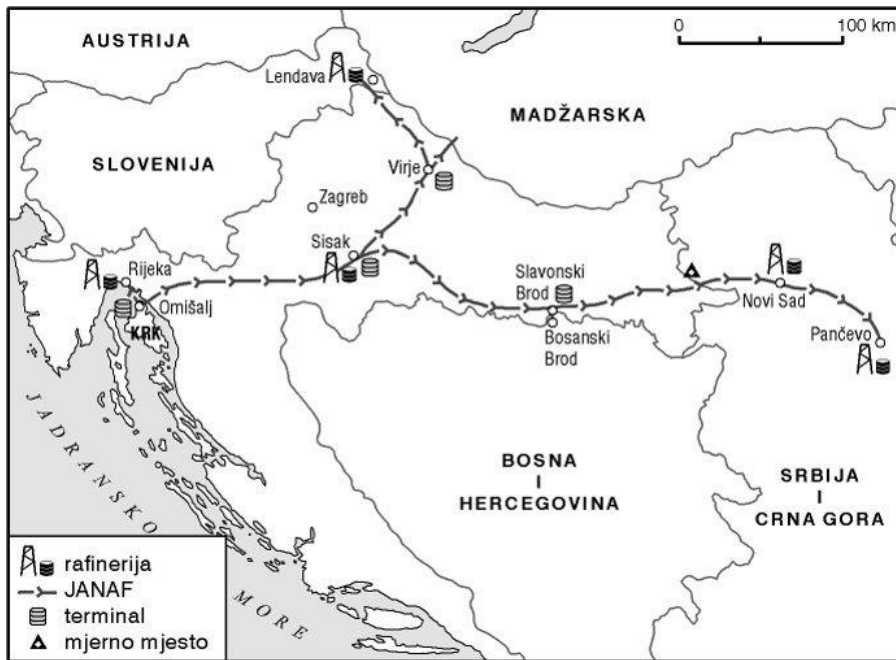 AUSTRIJA
0 100 km
Lendava
MADŽARSKA
SLOVENIJA
Virje
Zagreb
Sisak
Rijeka
Slavonski
Brod
Novi Sad
Omišalj
KRK
Bosanski
Brod
Pančevo
JADRANSKO
MORE
BOSNA
I
HERCEGOVINA
SRBIJA
I
CRNA GORA
rafinerija
JANAF
terminal
mjerno mjesto